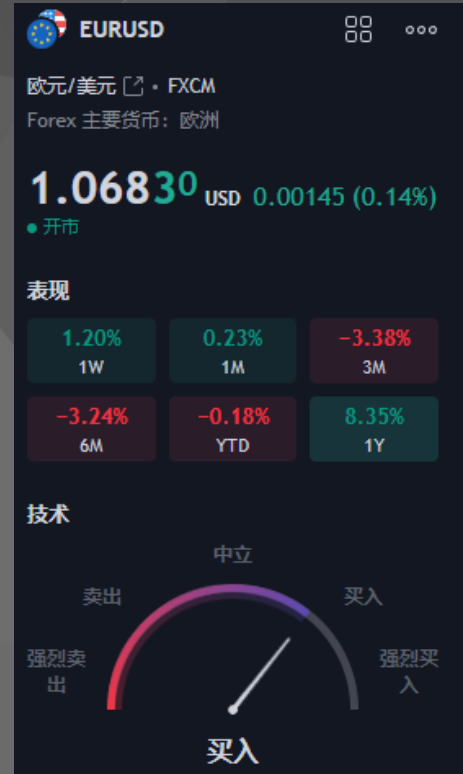 EURUSD
欧元/美元 • FXCM
Forex 主要货币：欧洲
1.06830 USD 0.00145 (0.14%)
开市
表现
1.20% 0.23% −3.38%
1W 1M 3M
−3.24% −0.18% 8.35%
6M YTD 1Y
技术
中立
卖出 买入
强烈卖 强烈买
出 入
买入